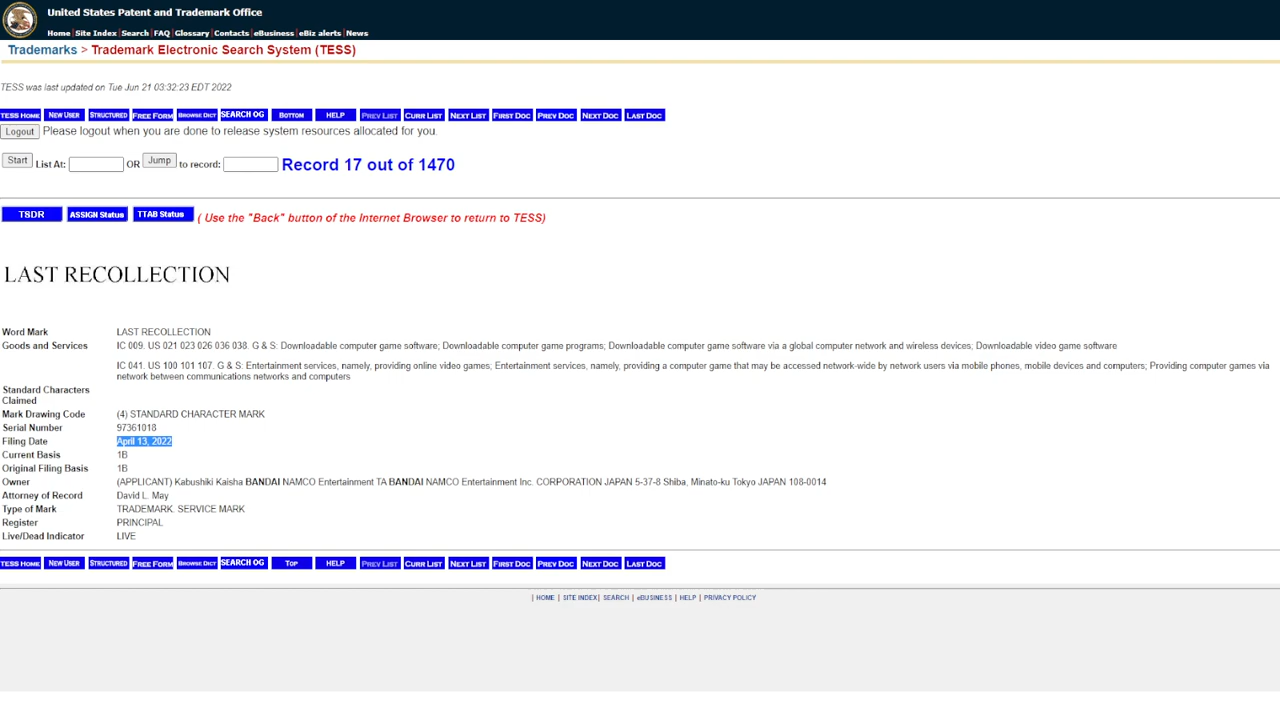 United States Patent and Trademark Office
Home | Site Index | Search | FAQ | Glossary | Contacts | eBusiness | eBiz alerts | News
Trademarks > Trademark Electronic Search System (TESS)
TESS was last updated on Tue Jun 21 03:32:23 EDT 2022
TESS HOME NEW USER STRUCTURED FREE FORM BROWSE DICT SEARCH OG BOTTOM HELP PREV LIST CURR LIST NEXT LIST FIRST DOC PREV DOC NEXT DOC LAST DOC
Logout Please logout when you are done to release system resources allocated for you.
Start List At: OR Jump to record: Record 17 out of 1470
TSDR ASSIGN Status TTAB Status ( Use the "Back" button of the Internet Browser to return to TESS)
LAST RECOLLECTION
Word Mark LAST RECOLLECTION
Goods and Services IC 009. US 021 023 026 036 038. G & S: Downloadable computer game software; Downloadable computer game programs; Downloadable computer game software via a global computer network and wireless devices; Downloadable video game software
IC 041. US 100 101 107. G & S: Entertainment services, namely, providing online video games; Entertainment services, namely, providing a computer game that may be accessed network-wide by network users via mobile phones, mobile devices and computers; Providing computer games via
network between communications networks and computers
Standard Characters
Claimed
Mark Drawing Code (4) STANDARD CHARACTER MARK
Serial Number 97361018
Filing Date April 13, 2022
Current Basis 1B
Original Filing Basis 1B
Owner (APPLICANT) Kabushiki Kaisha BANDAI NAMCO Entertainment TA BANDAI NAMCO Entertainment Inc. CORPORATION JAPAN 5-37-8 Shiba, Minato-ku Tokyo JAPAN 108-0014
Attorney of Record David L. May
Type of Mark TRADEMARK. SERVICE MARK
Register PRINCIPAL
Live/Dead Indicator LIVE
TESS HOME NEW USER STRUCTURED FREE FORM BROWSE DICT SEARCH OG TOP HELP PREV LIST CURR LIST NEXT LIST FIRST DOC PREV DOC NEXT DOC LAST DOC
| HOME | SITE INDEX | SEARCH | eBUSINESS | HELP | PRIVACY POLICY